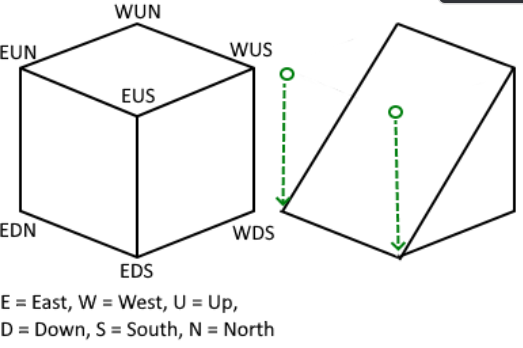 WUN
EUN
WUS
EUS
EDN
WDS
EDS
E = East, W = West, U = Up,
D = Down, S = South, N = North